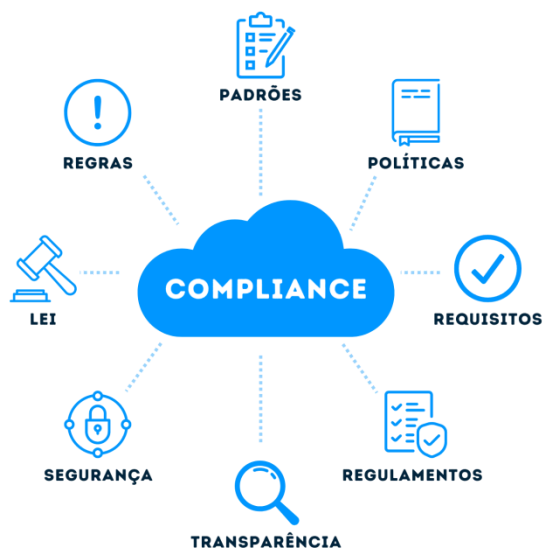 PADRÕES
REGRAS
POLÍTICAS
COMPLIANCE
LEI
REQUISITOS
SEGURANÇA
REGULAMENTOS
TRANSPARÊNCIA